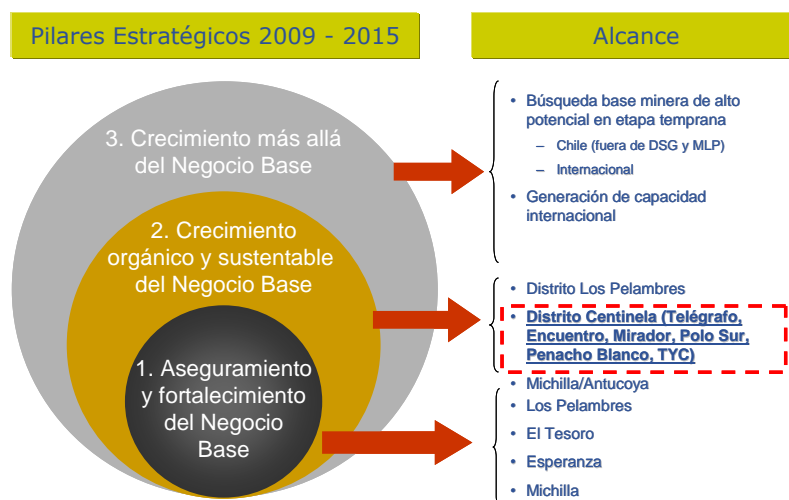 Pilares Estratégicos 2009 - 2015
Alcance
3. Crecimiento más allá
del Negocio Base
2. Crecimiento
orgánico y sustentable
del Negocio Base
1. Aseguramiento
y fortalecimiento
del Negocio
Base
• Búsqueda base minera de alto
potencial en etapa temprana
– Chile (fuera de DSG y MLP)
– Internacional
• Generación de capacidad
internacional
• Distrito Los Pelambres
• Distrito Centinela (Telégrafo,
Encuentro, Mirador, Polo Sur,
Penacho Blanco, TYC)
• Michilla/Antucoya
• Los Pelambres
• El Tesoro
• Esperanza
• Michilla